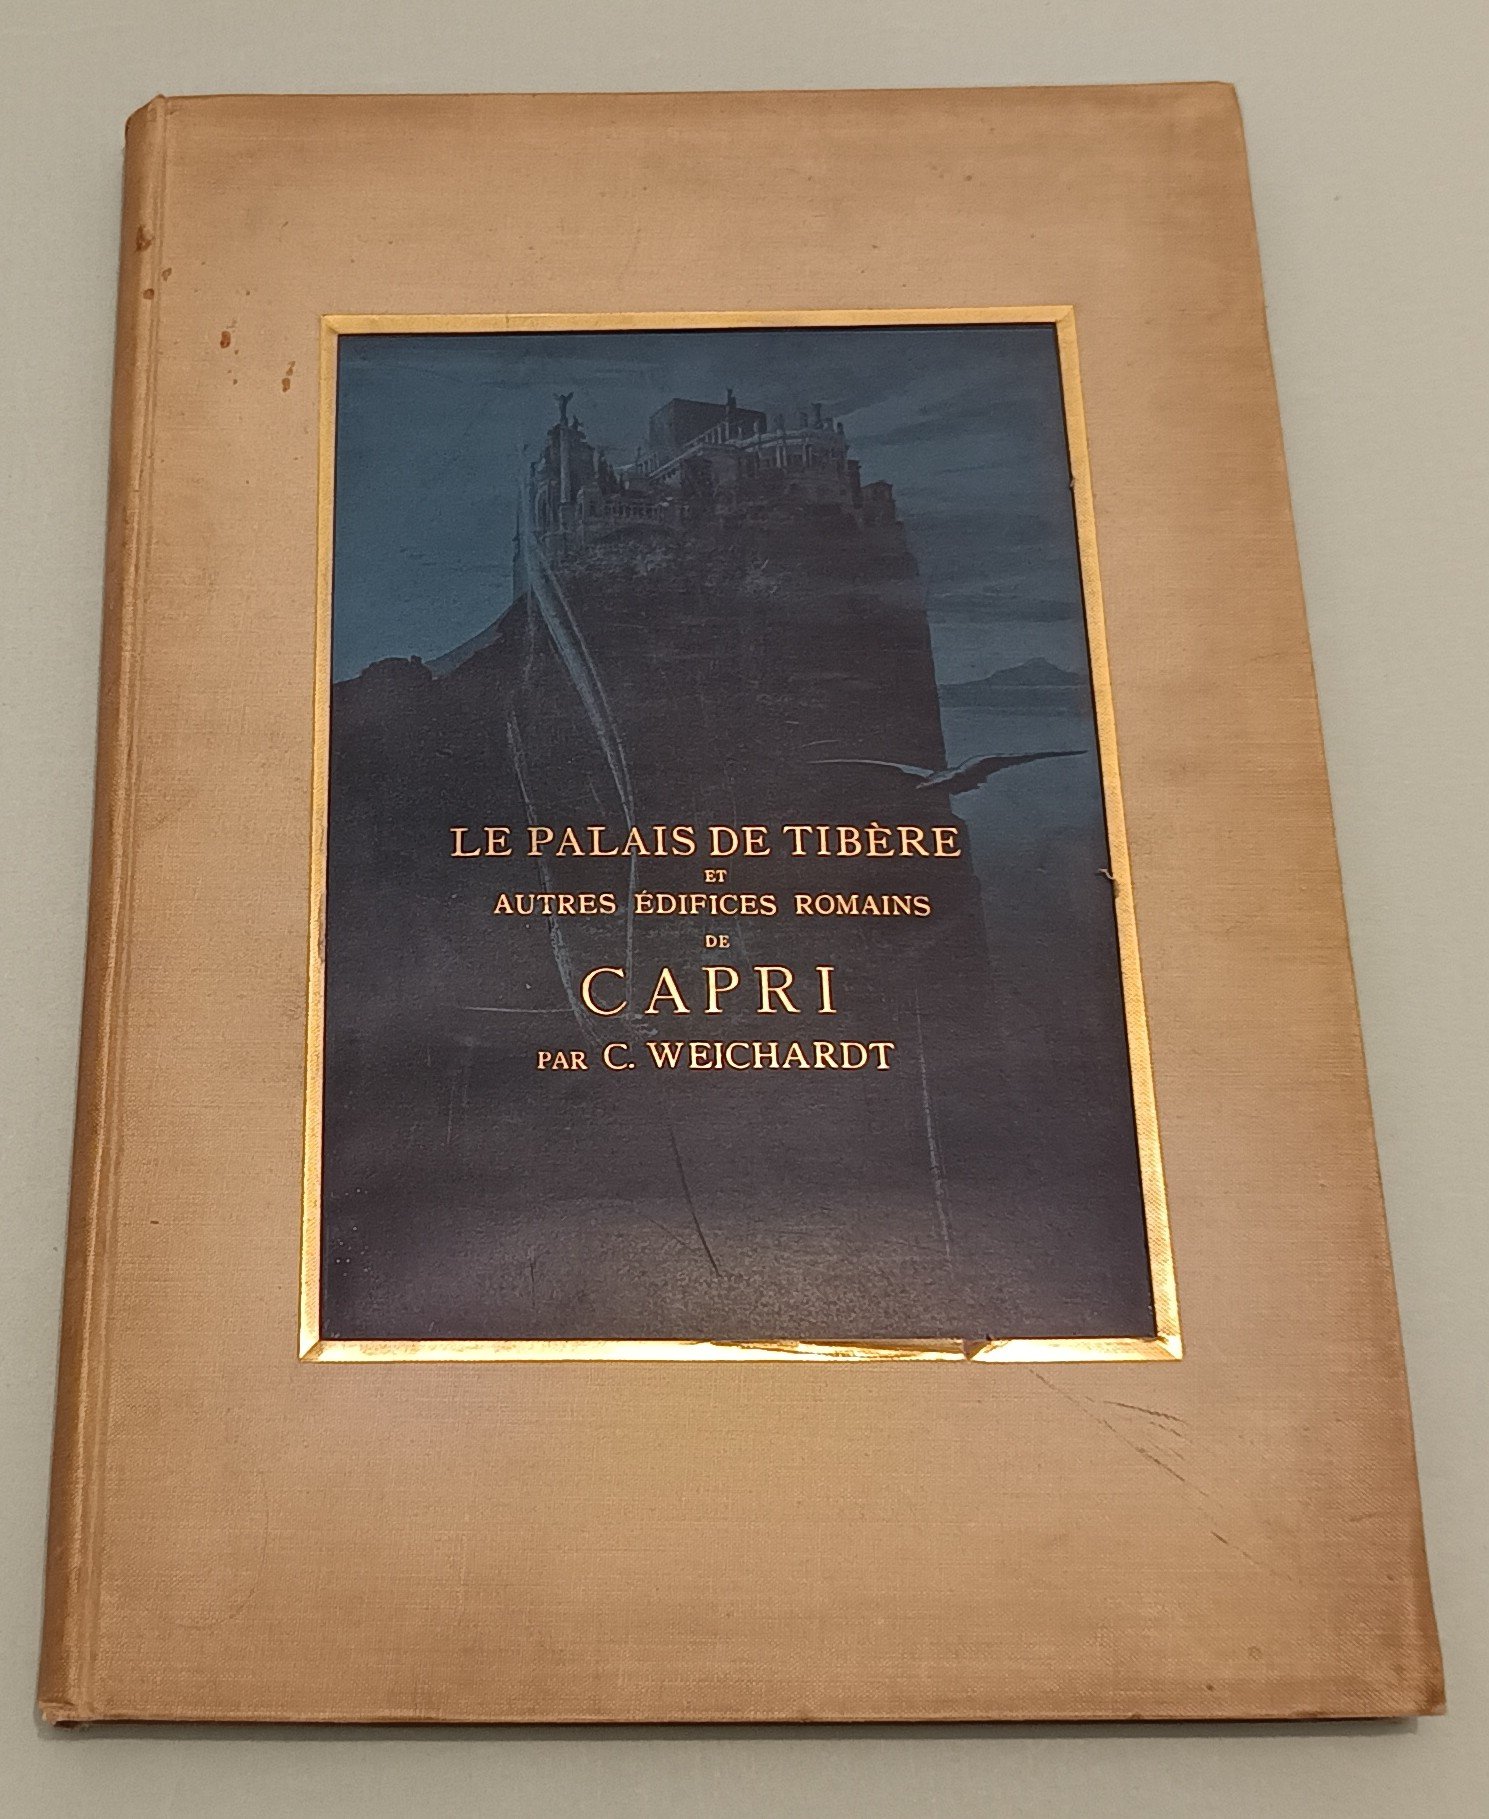 LE PALAIS DE TIBÈRE
ET
AUTRES ÉDIFICES ROMAINS
DE
CAPRI
PAR C. WEICHARDT